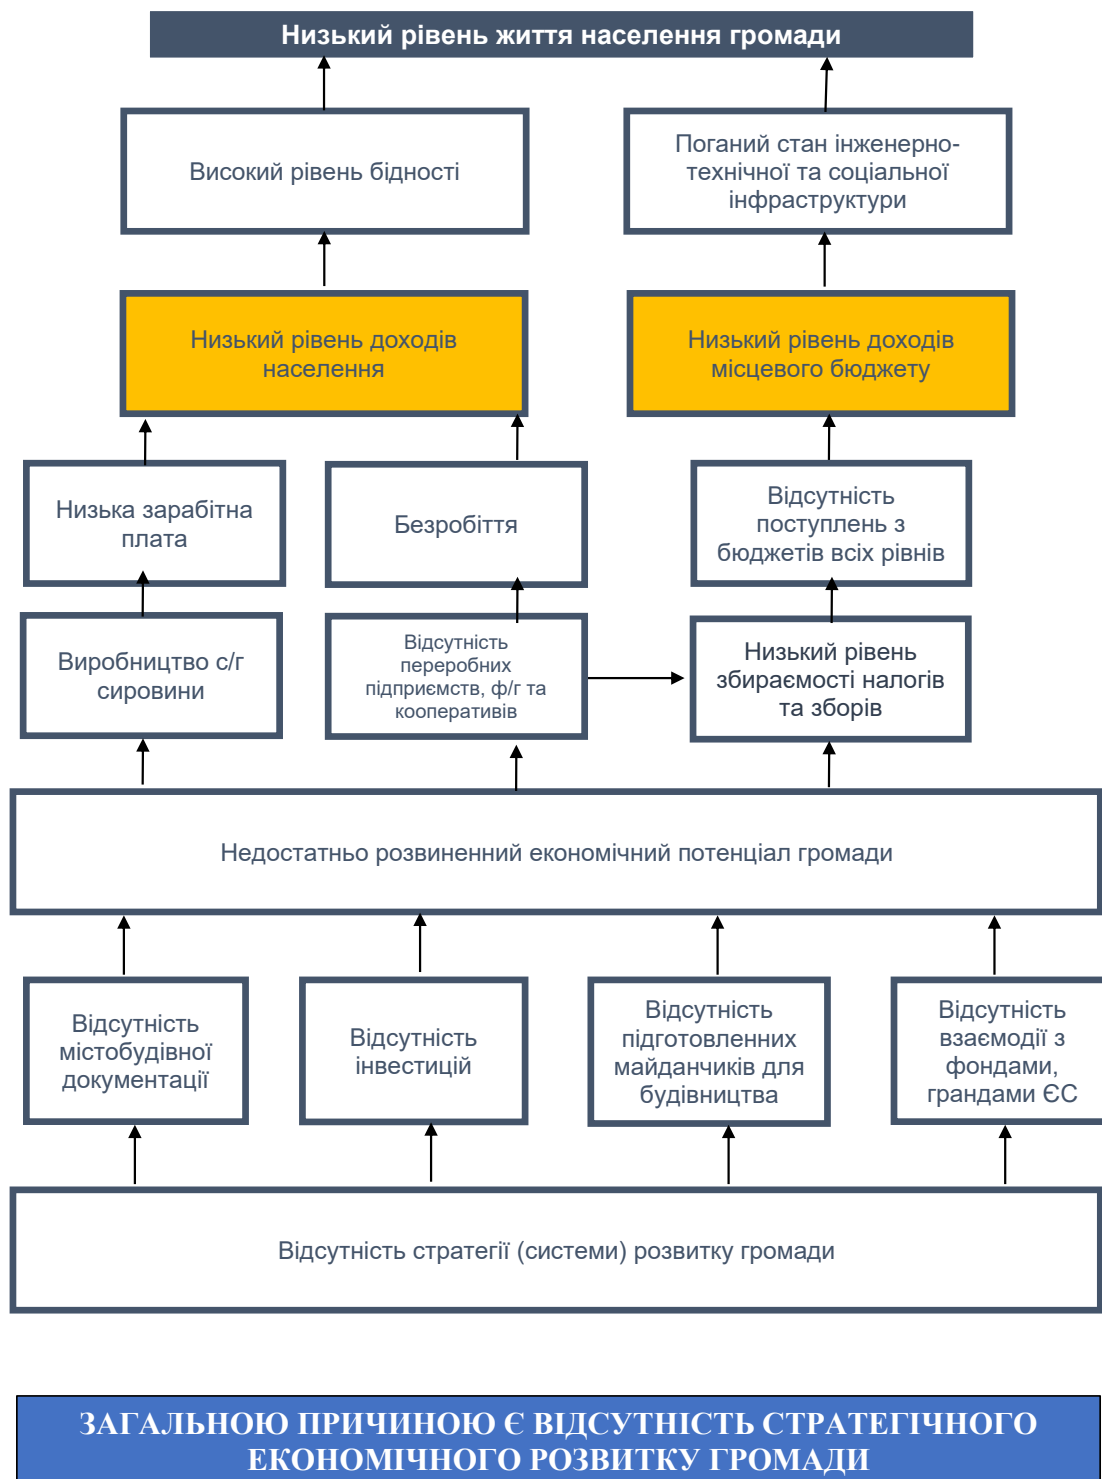 Низький рівень життя населення громади
Високий рівень бідності
Поганий стан інженерно-
технічної та соціальної
інфраструктури
Низький рівень доходів
населення
Низький рівень доходів
місцевого бюджету
Низька зарабітна
плата
Безробіття
Відсутність
поступлень з
бюджетів всіх рівнів
Виробництво с/г
сировини
Відсутність
переробних
підприємств, ф/г та
кооперативів
Низький рівень
збираємості налогів
та зборів
Недостатньо розвиненний економічний потенціал громади
Відсутність
містобудівної
документації
Відсутність
інвестицій
Відсутність
підготовленних
майданчиків для
будівництва
Відсутність
взаємодії з
фондами,
грандами ЄС
Відсутність стратегії (системи) розвитку громади
ЗАГАЛЬНОЮ ПРИЧИНОЮ Є ВІДСУТНІСТЬ СТРАТЕГІЧНОГО
ЕКОНОМІЧНОГО РОЗВИТКУ ГРОМАДИ